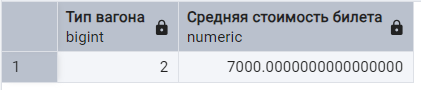 Тип вагона
bigint
Средняя стоимость билета
numeric
1
2
7000.0000000000000000